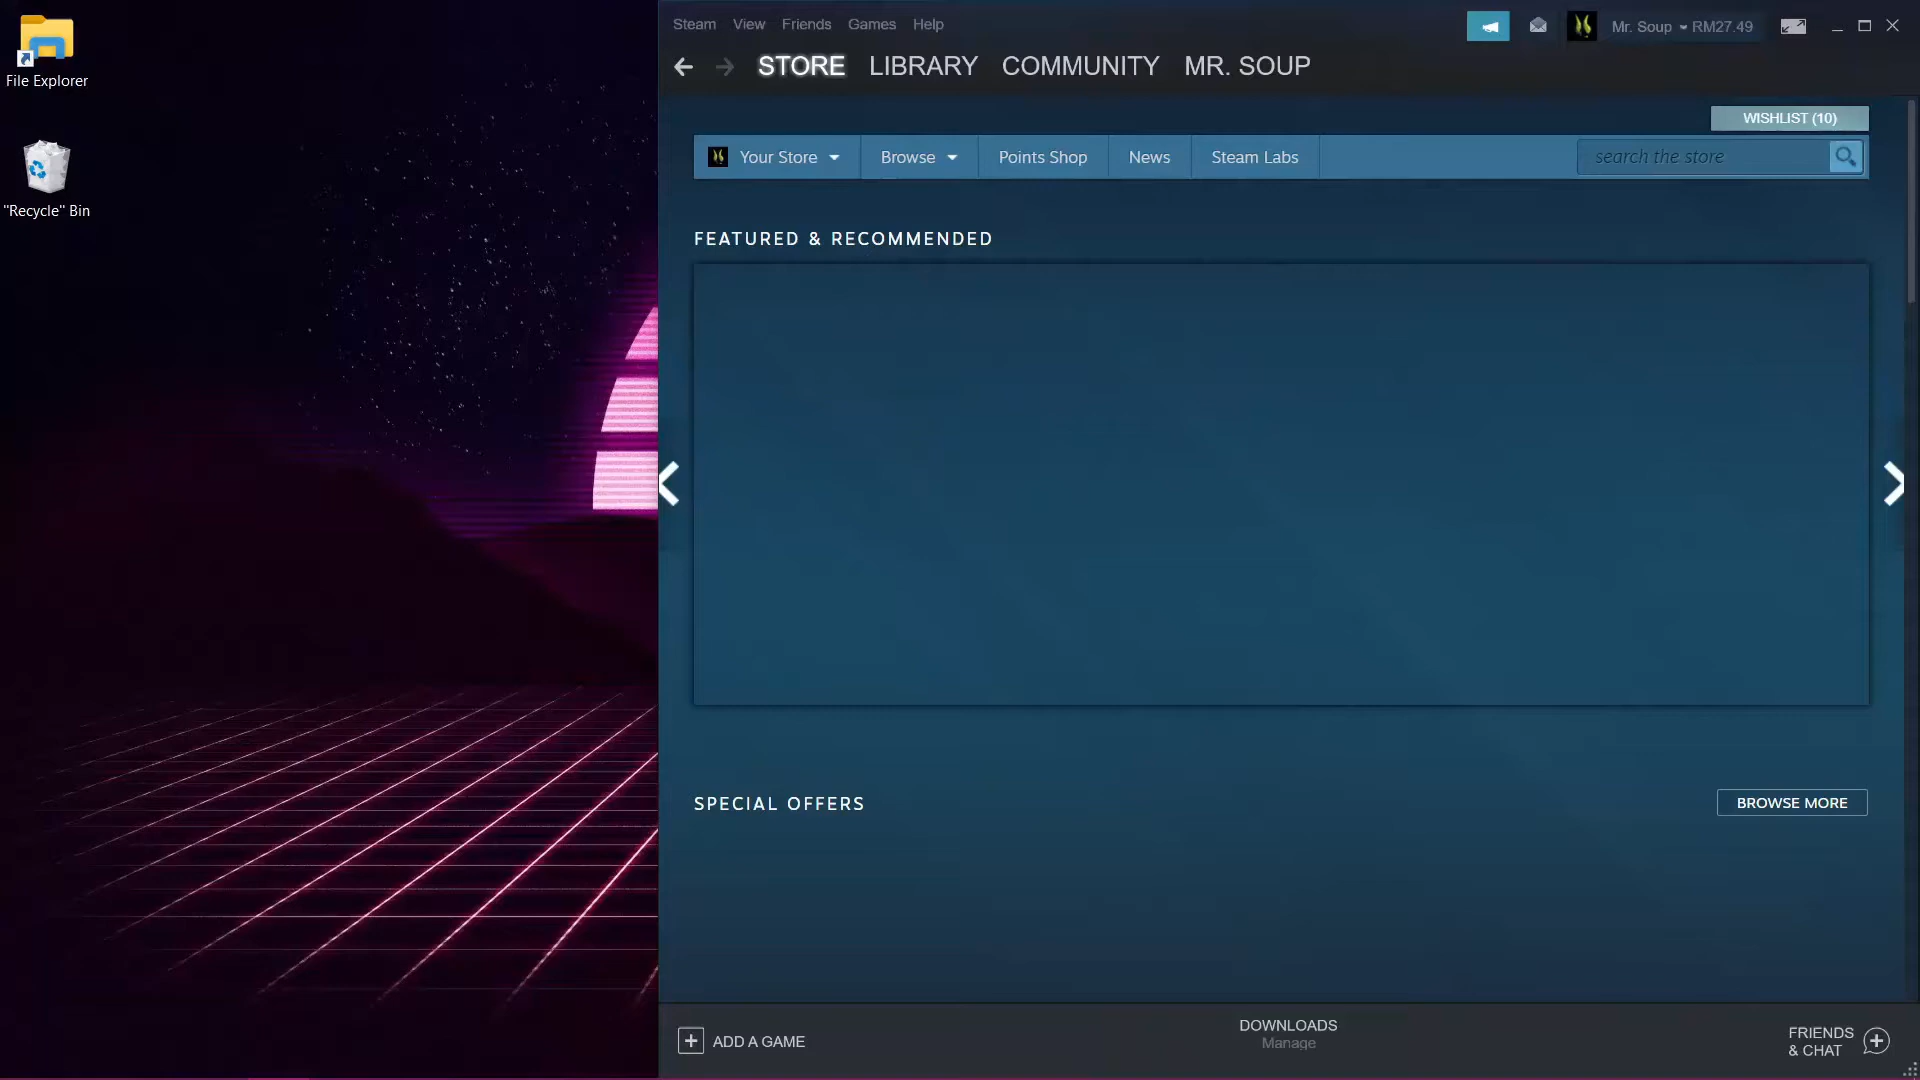 File Explorer
"Recycle" Bin
Steam View Friends Games Help
Mr. Soup RM27.49
STORE LIBRARY COMMUNITY MR. SOUP
WISHLIST (10)
Your Store Browse Points Shop News Steam Labs search the store
FEATURED & RECOMMENDED
SPECIAL OFFERS BROWSE MORE
ADD A GAME
DOWNLOADS
Manage
FRIENDS
& CHAT